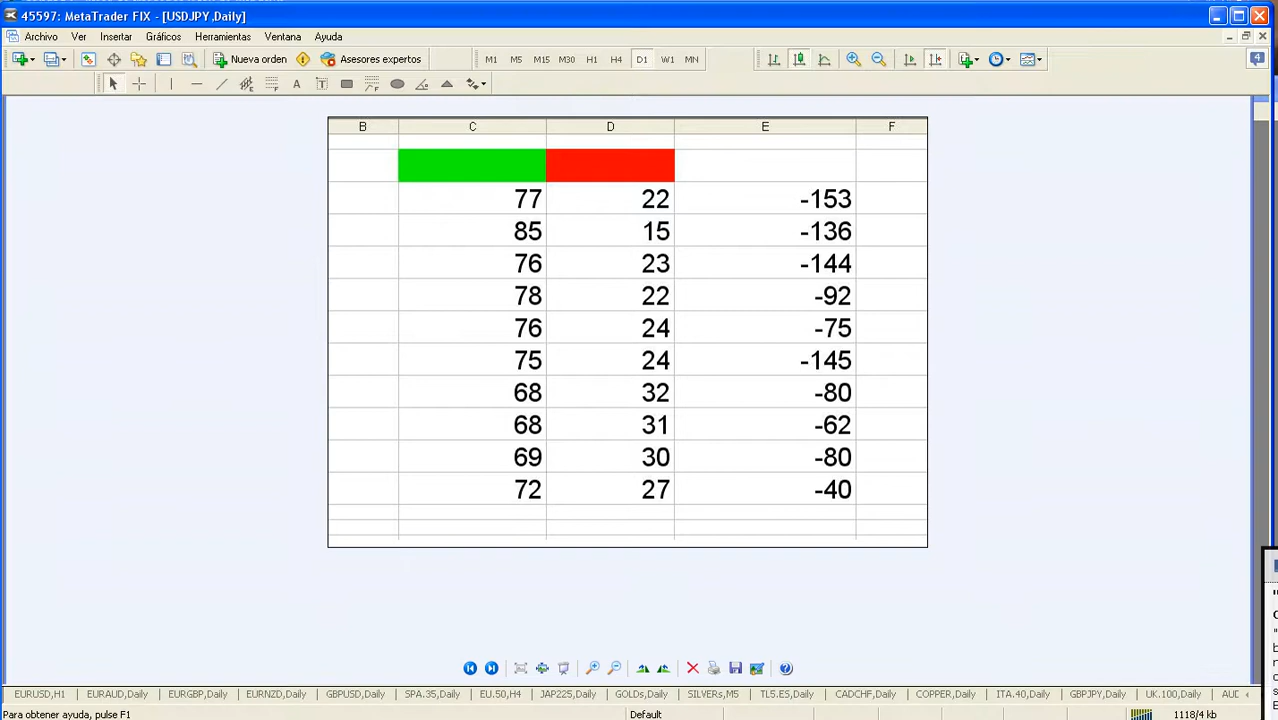 45597: MetaTrader FIX - [USDJPY,Daily]
Archivo Ver Insertar Gráficos Herramientas Ventana Ayuda
Nueva orden Asesores expertos M1 M5 M15 M30 H1 H4 D1 W1 MN 4
A T
B C D E F
77 22 -153
85 15 -136
76 23 -144
78 22 -92
76 24 -75
75 24 -145
68 32 -80
68 31 -62
69 30 -80
72 27 -40
EURUSD,H1 EURAUD,Daily EURGBP,Daily EURNZD,Daily GBPUSD,Daily SPA.35,Daily EU.50,H4 JAP225,Daily GOLDs,Daily SILVERs,M5 TL5.ES,Daily CADCHF,Daily COPPER,Daily ITA.40,Daily GBPJPY,Daily UK.100,Daily AUD
Para obtener ayuda, pulse F1 Default 1118/4 kb